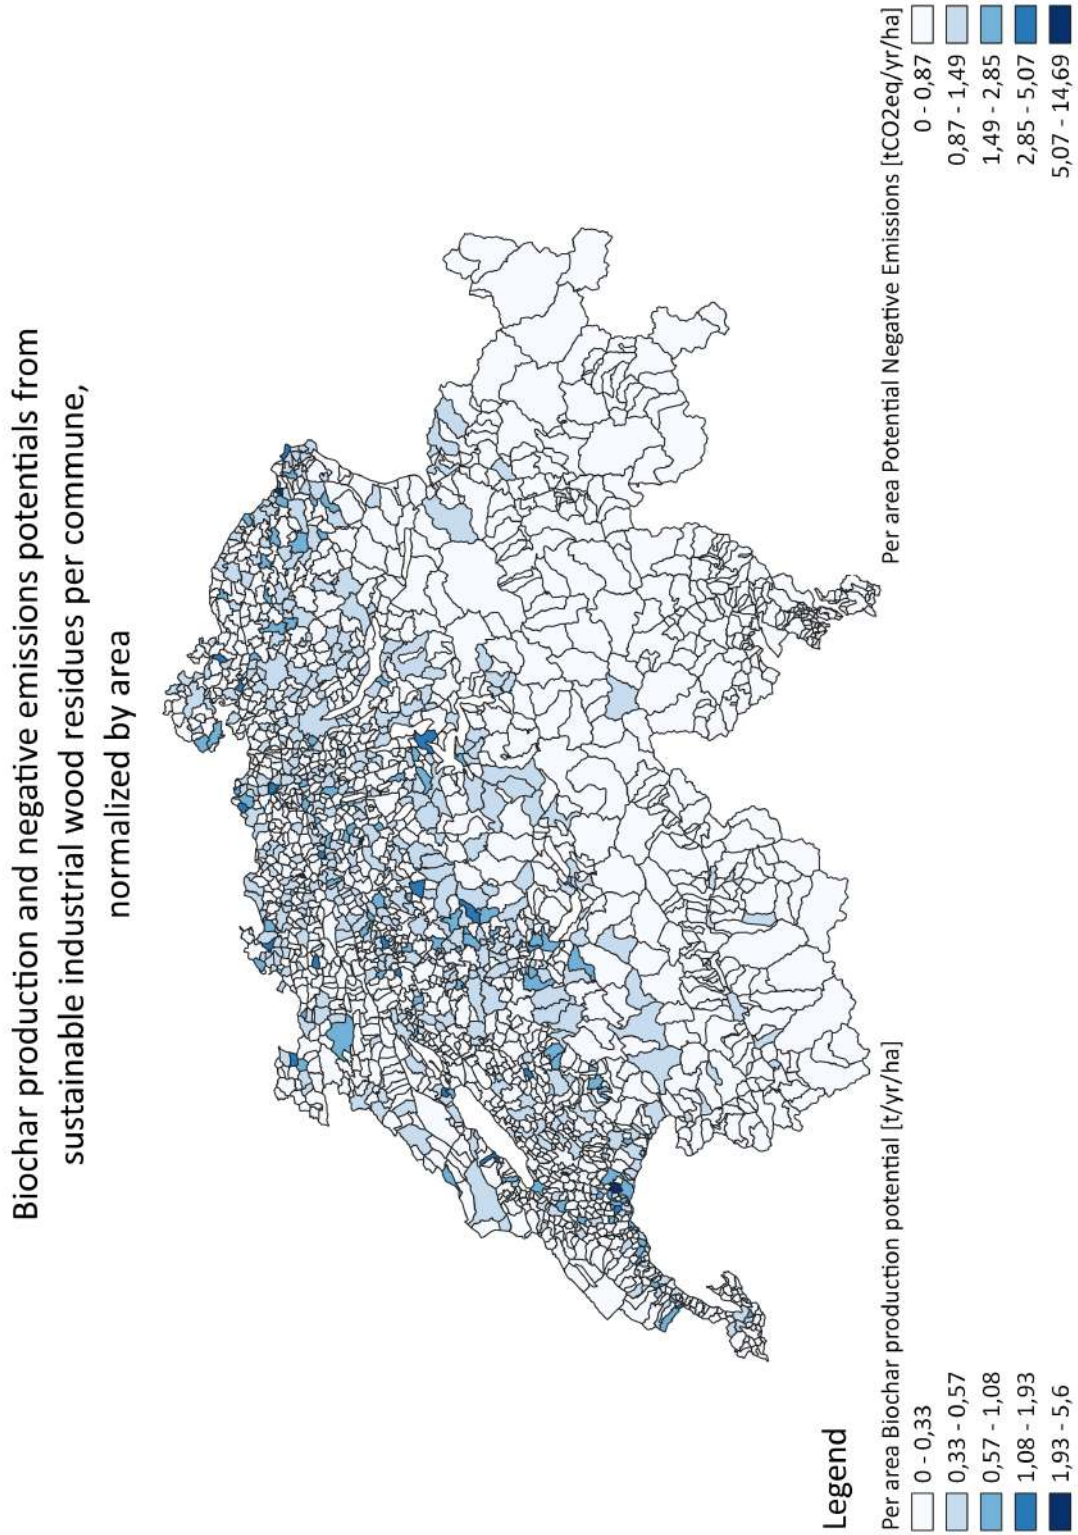 Biochar production and negative emissions potentials from
sustainable industrial wood residues per commune,
normalized by area
Legend
Per area Biochar production potential [t/yr/ha]
0 - 0,33
0,33 - 0,57
0,57 - 1,08
1,08 - 1,93
1,93 - 5,6
Per area Potential Negative Emissions [tCO2eq/yr/ha]
0 - 0,87
0,87 - 1,49
1,49 - 2,85
2,85 - 5,07
5,07 - 14,69